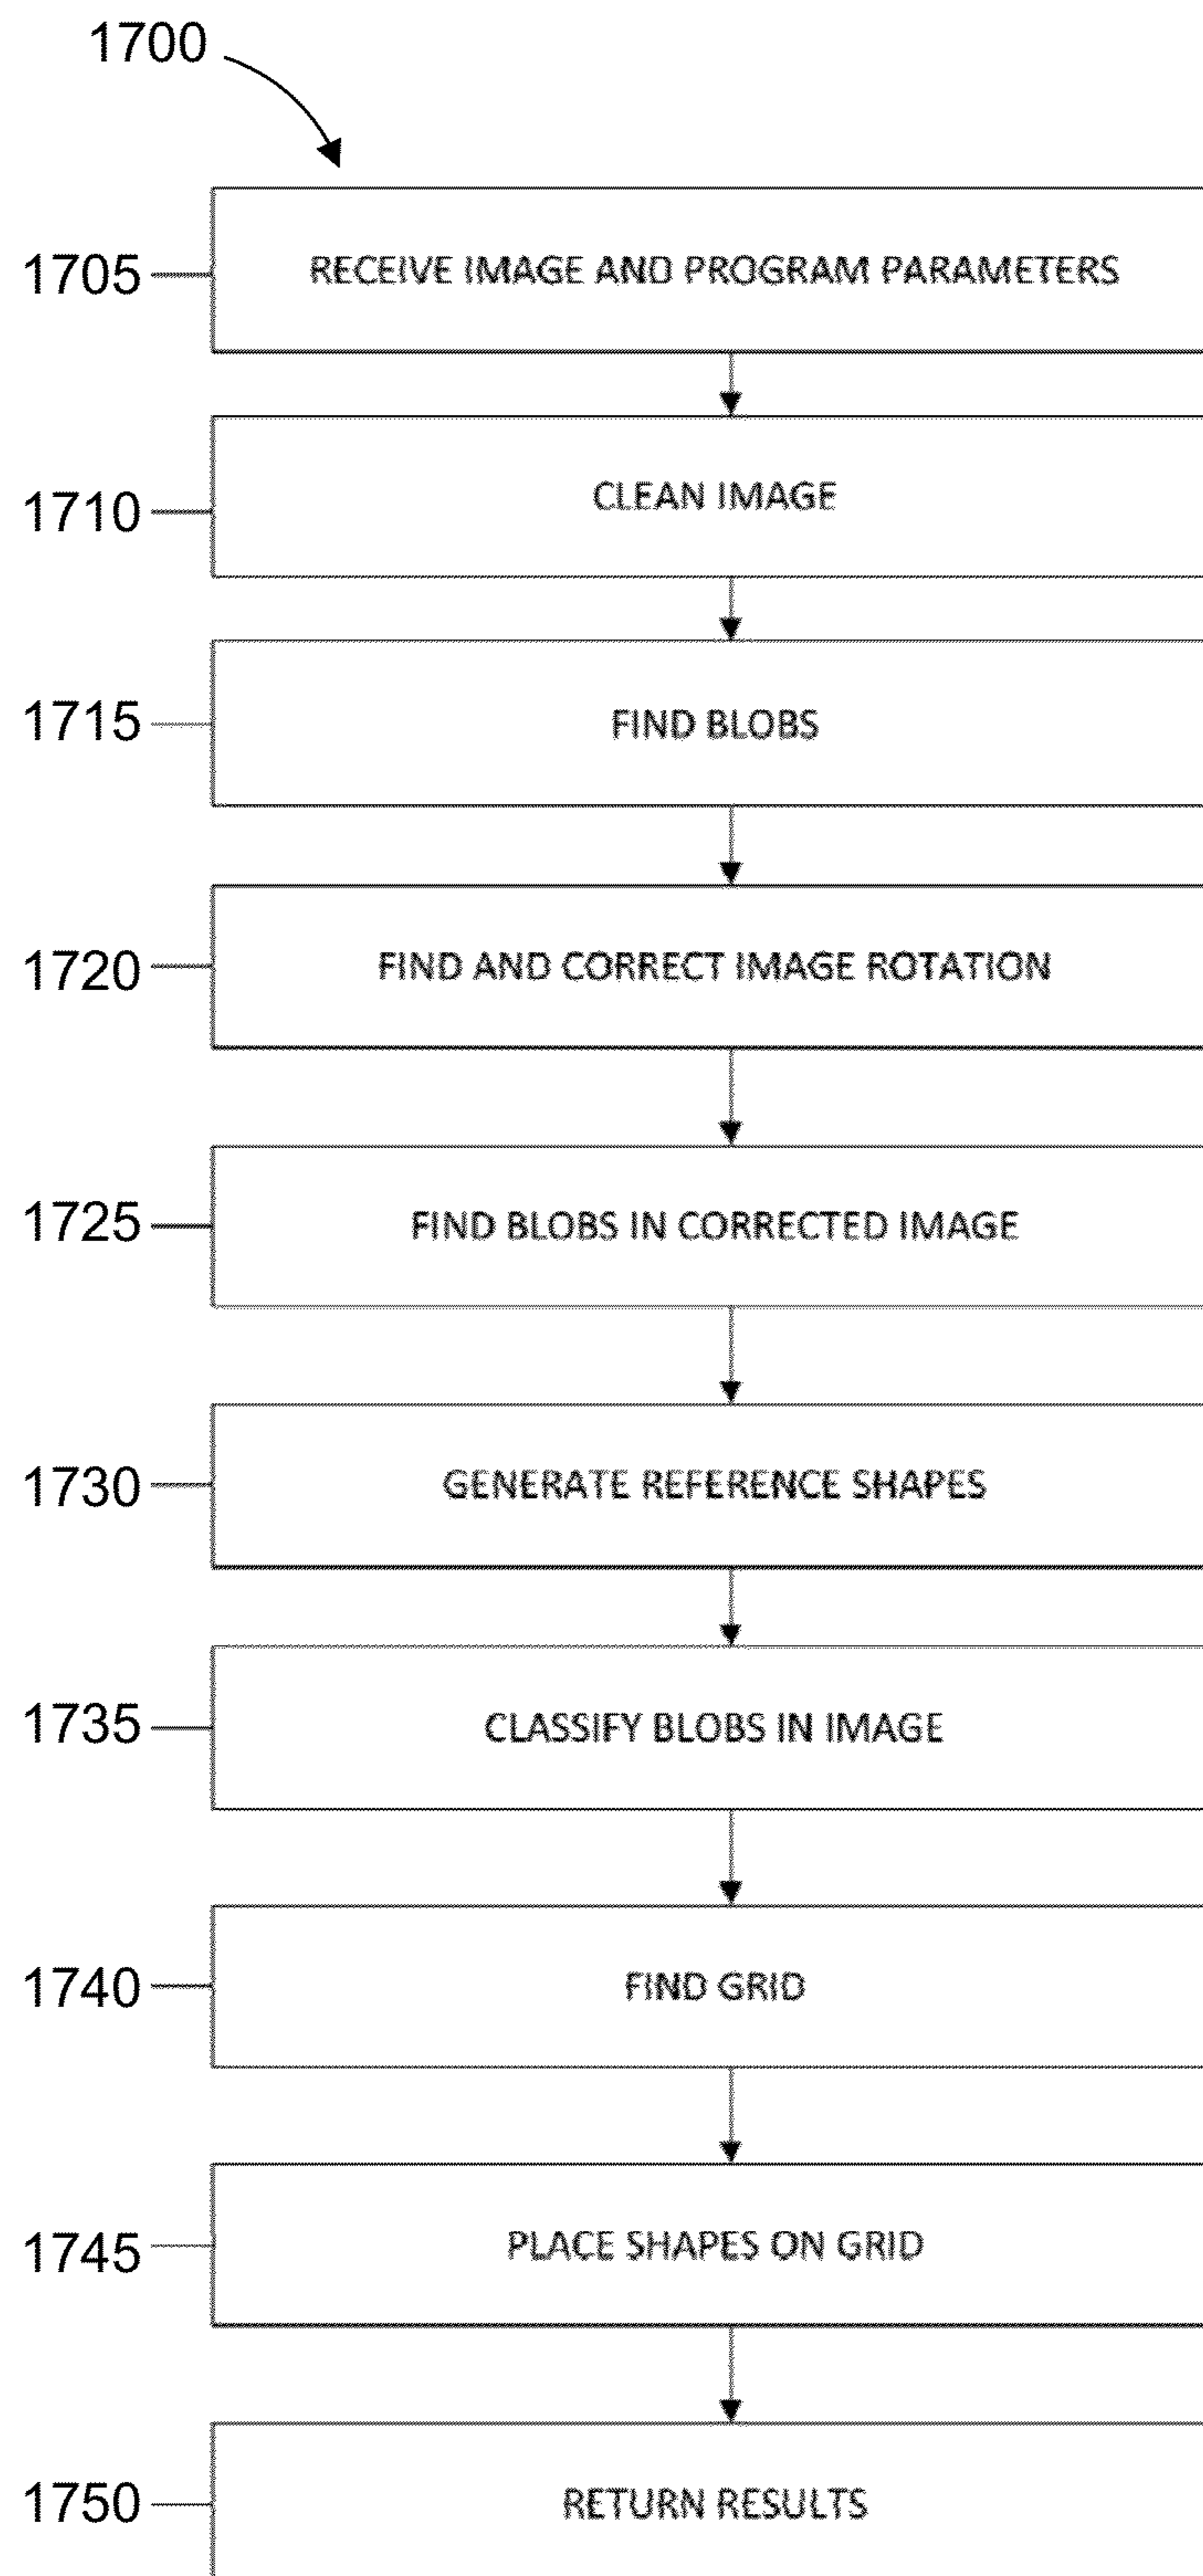 1700
1705 RECEIVE IMAGE AND PROGRAM PARAMETERS
1710 CLEAN IMAGE
1715 FIND BLOBS
1720 FIND AND CORRECT IMAGE ROTATION
1725 FIND BLOBS IN CORRECTED IMAGE
1730 GENERATE REFERENCE SHAPES
1735 CLASSIFY BLOBS IN IMAGE
1740 FIND GRID
1745 PLACE SHAPES ON GRID
1750 RETURN RESULTS